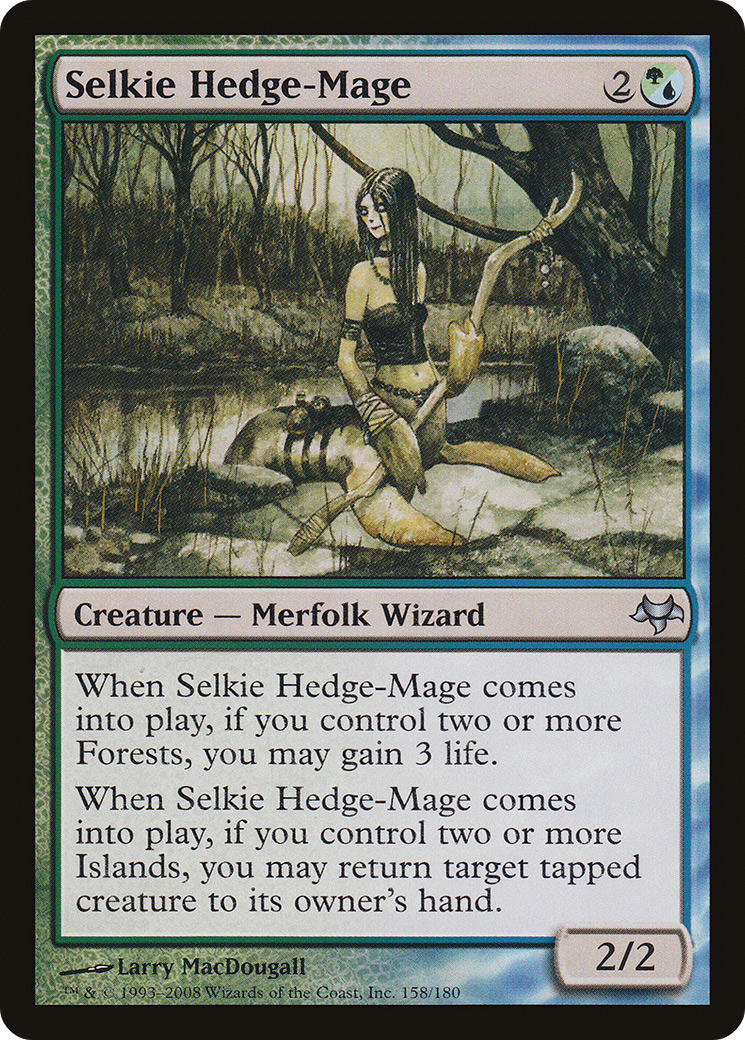 Selkie Hedge-Mage 2
Creature — Merfolk Wizard
When Selkie Hedge-Mage comes
into play, if you control two or more
Forests, you may gain 3 life.
When Selkie Hedge-Mage comes
into play, if you control two or more
Islands, you may return target tapped
creature to its owner's hand.
2/2
Larry MacDougall
™ & © 1993–2008 Wizards of the Coast, Inc. 158/180